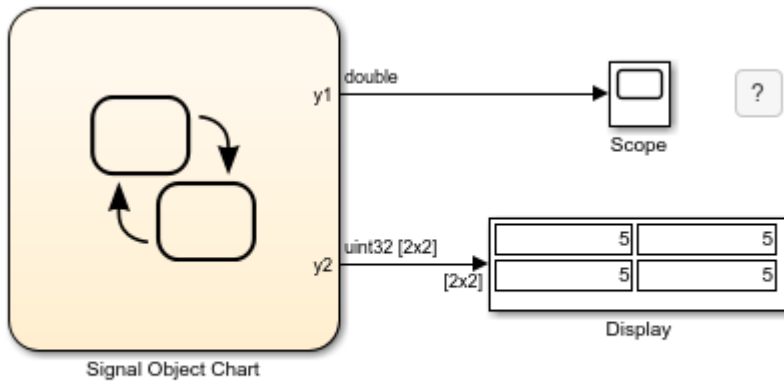 y1
double
?
Scope
y2
uint32 [2x2]
[2x2]
5 5
5 5
Display
Signal Object Chart